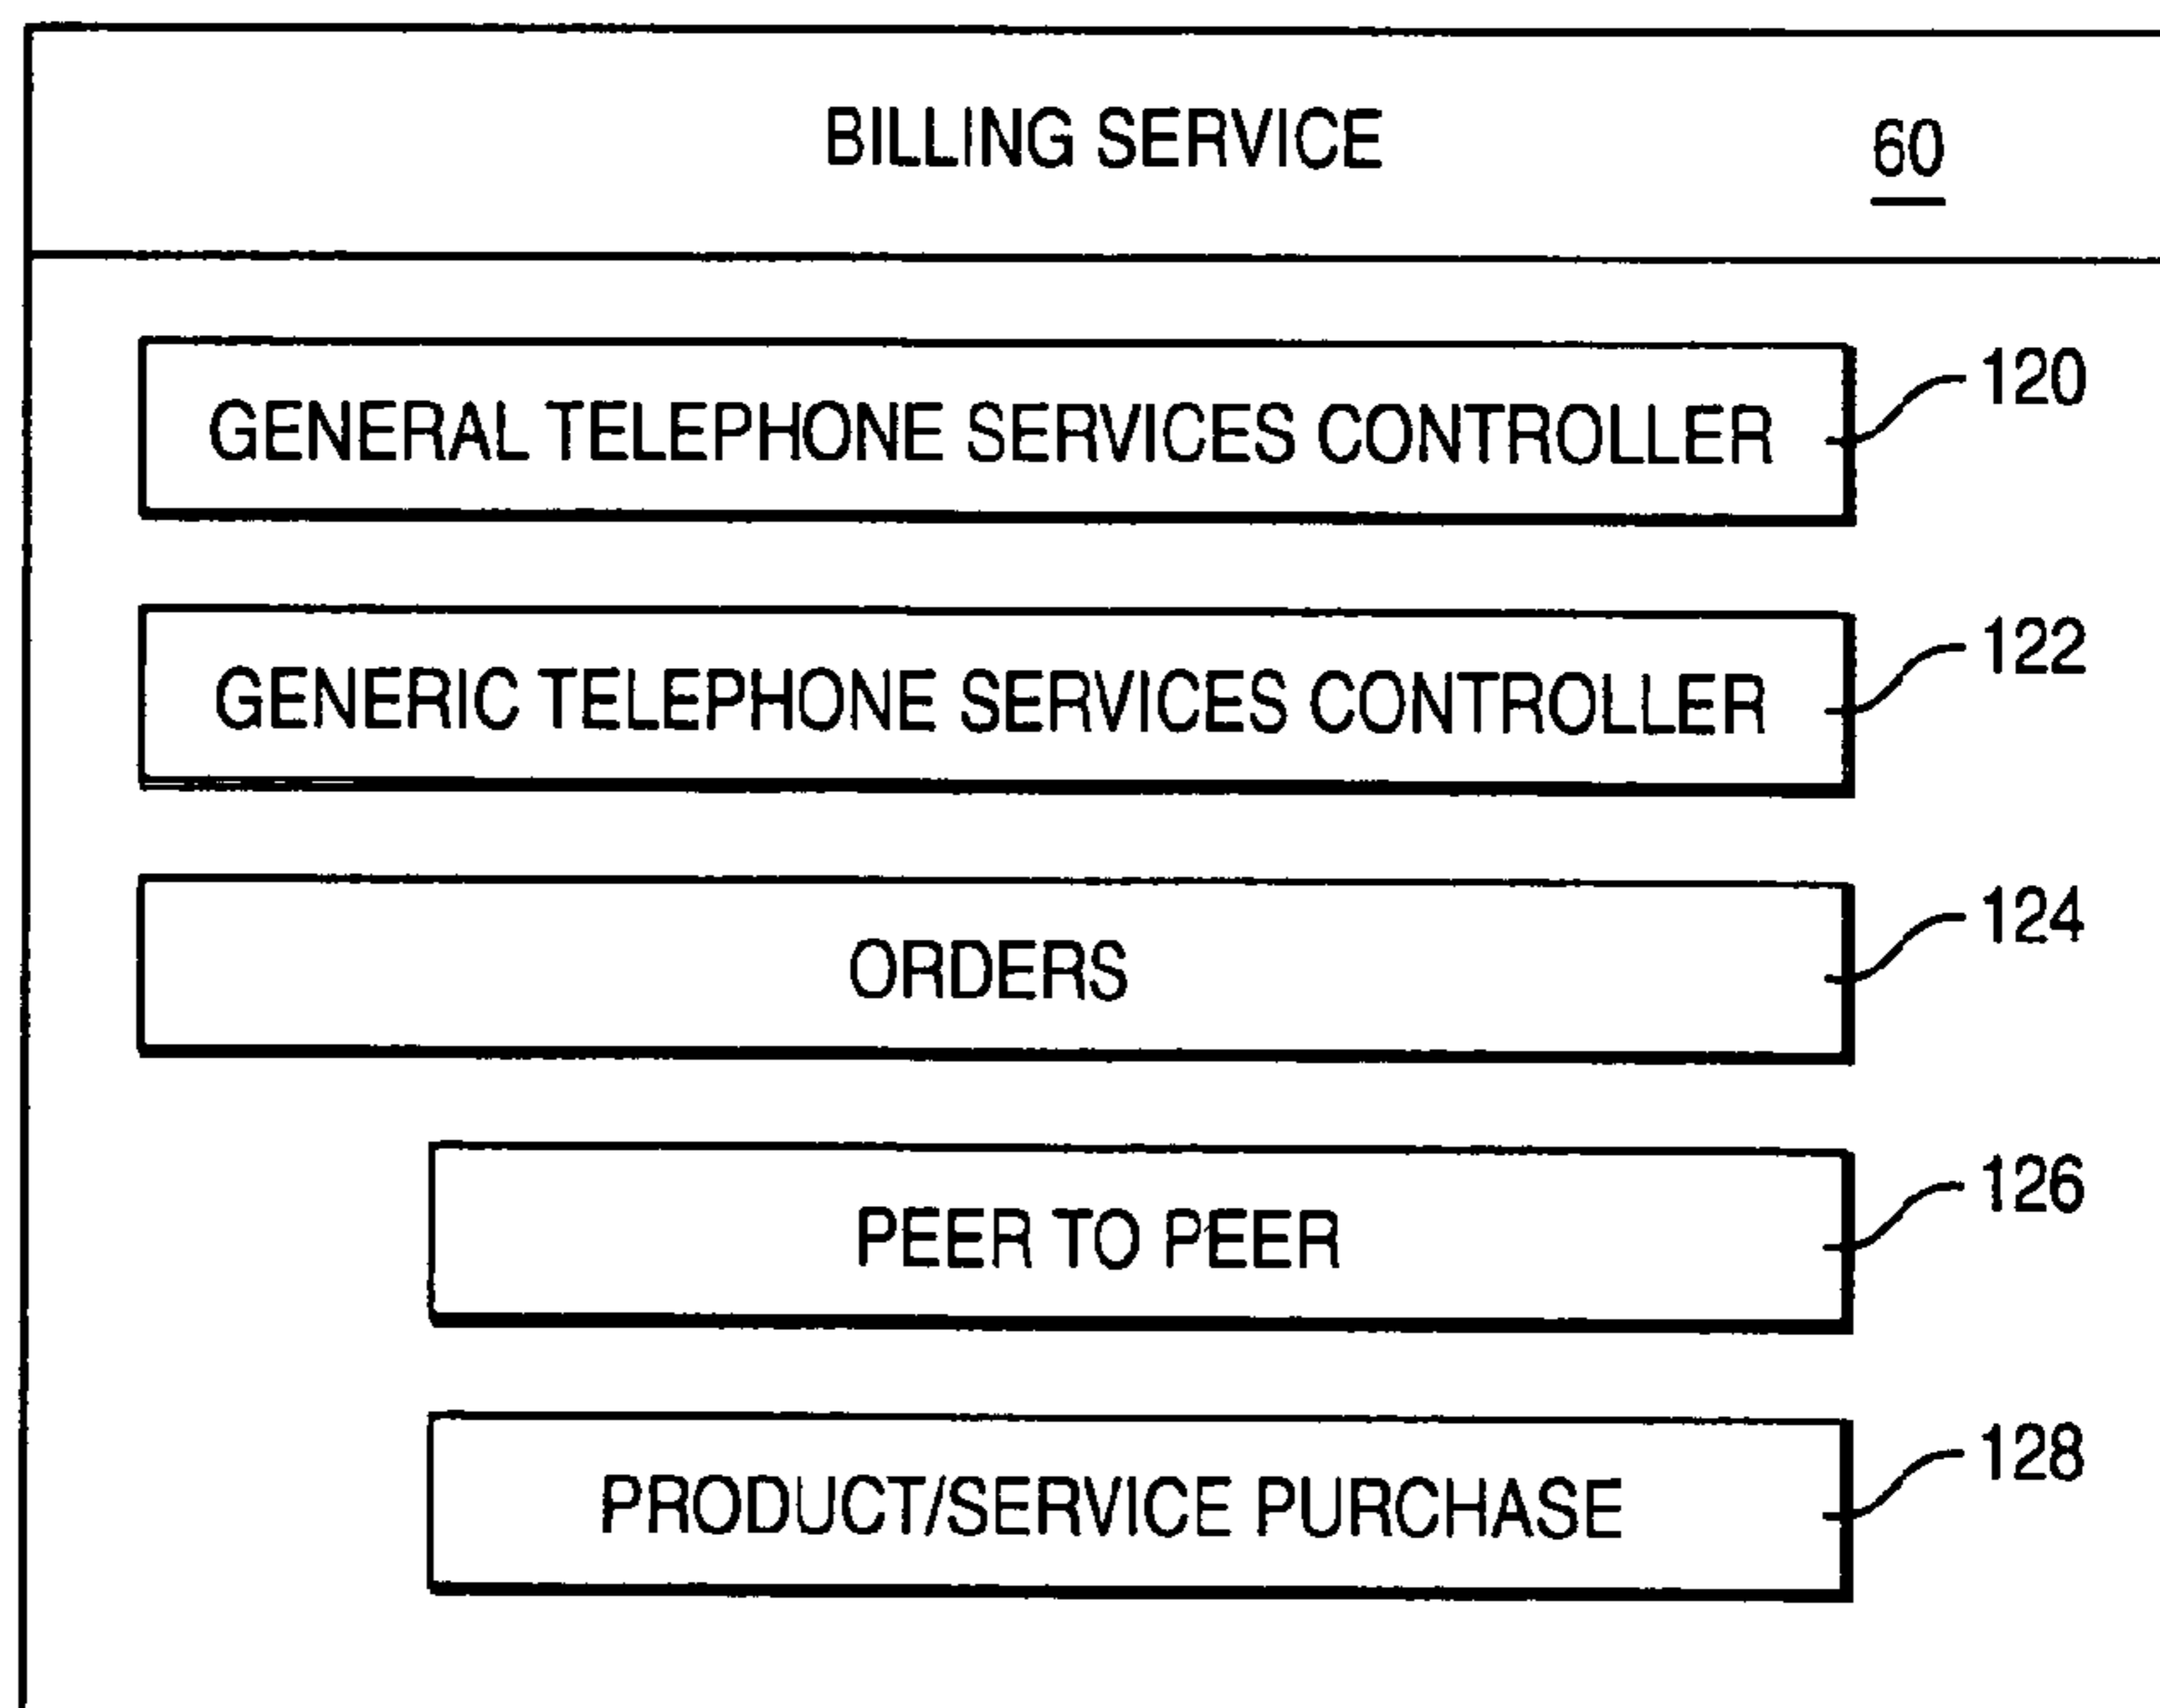 BILLING SERVICE 60
GENERAL TELEPHONE SERVICES CONTROLLER 120
GENERIC TELEPHONE SERVICES CONTROLLER 122
ORDERS 124
PEER TO PEER 126
PRODUCT/SERVICE PURCHASE 128